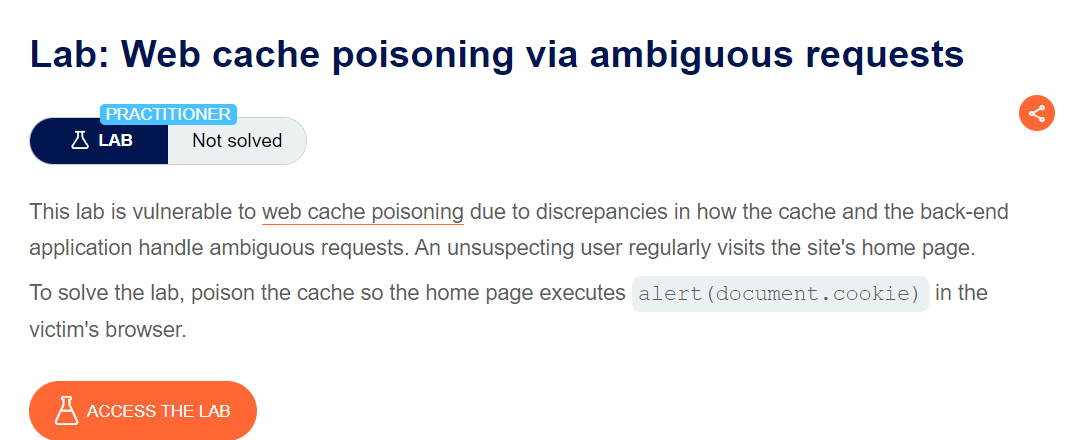 Lab: Web cache poisoning via ambiguous requests
PRACTITIONER
LAB
Not solved
This lab is vulnerable to web cache poisoning due to discrepancies in how the cache and the back-end
application handle ambiguous requests. An unsuspecting user regularly visits the site's home page.
To solve the lab, poison the cache so the home page executes alert(document.cookie) in the
victim's browser.
ACCESS THE LAB